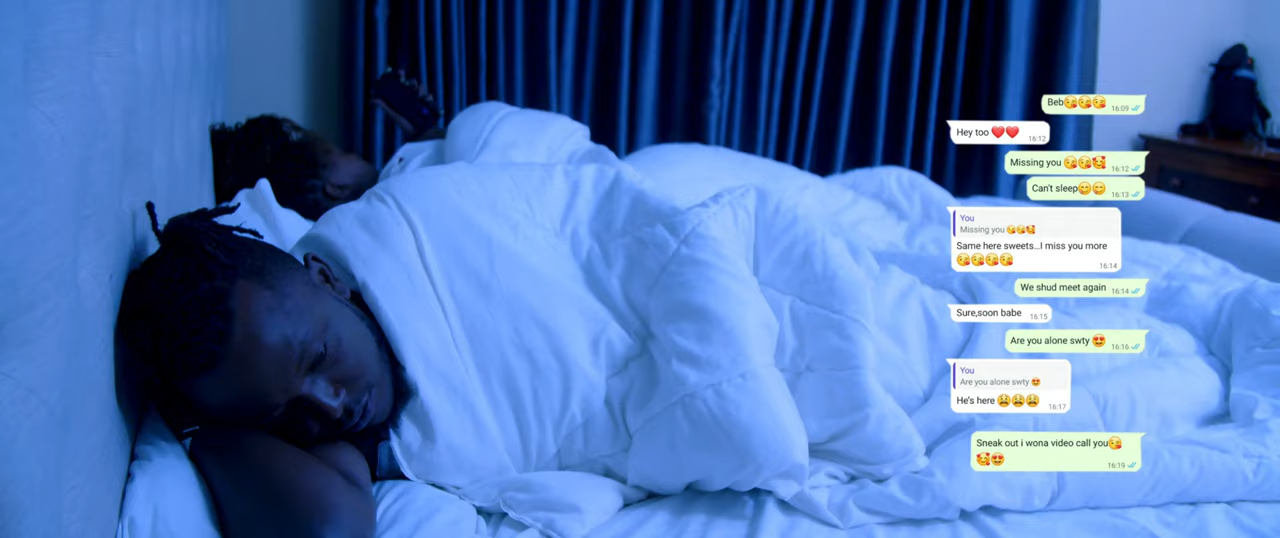 Beb😘😘😘 16:09
Hey too ❤️❤️ 16:12
Missing you 😘😘🥰 16:12
Can't sleep😊😊 16:13
You
Missing you 😘😘🥰
Same here sweets...I miss you more
😘😘😘😘
16:14
We shud meet again 16:14
Sure,soon babe 16:15
Are you alone swty 😍 16:16
You
Are you alone swty 😍
He's here 😫😫😫 16:17
Sneak out i wona video call you😘
🥰😍
16:19